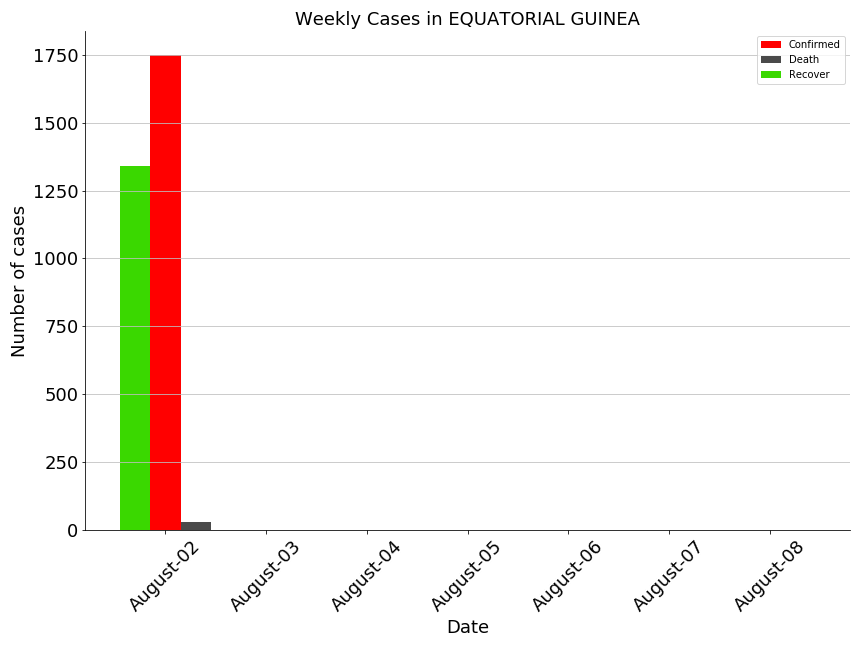 Weekly Cases in EQUATORIAL GUINEA
Confirmed
Death
Recover
Number of cases
1750
1500
1250
1000
750
500
250
0
August-02
August-03
August-04
August-05
August-06
August-07
August-08
Date